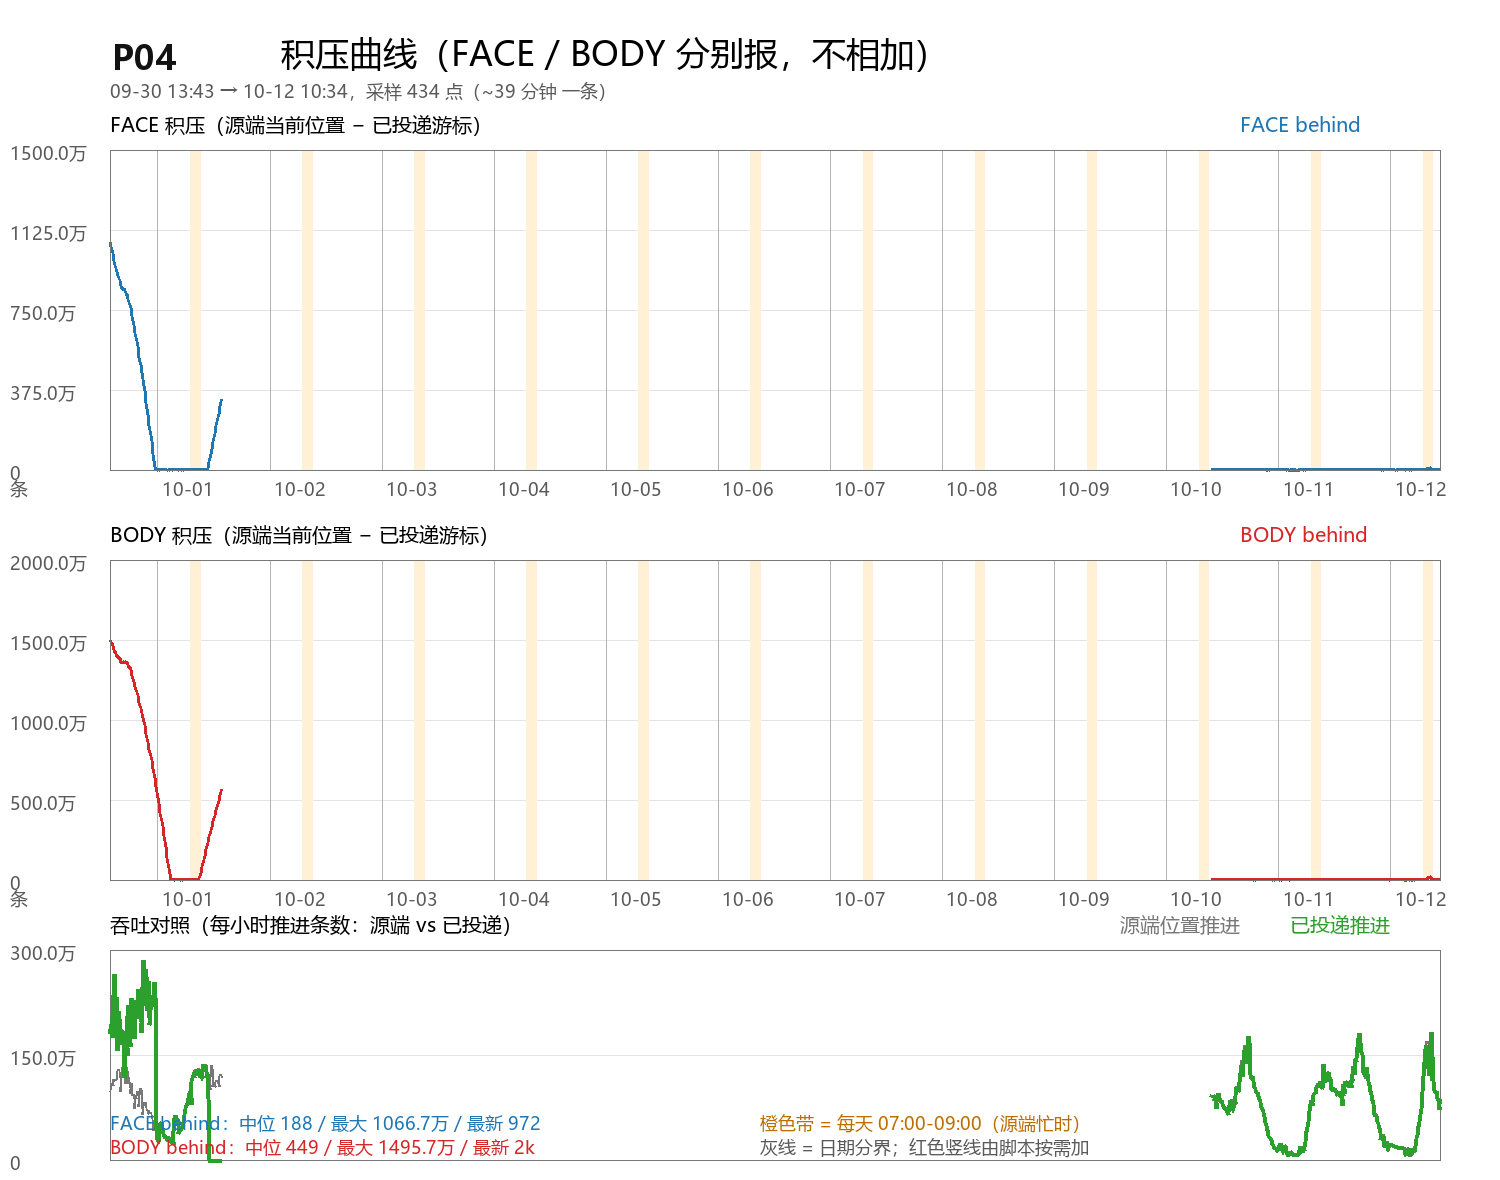 P04 积压曲线（FACE / BODY 分别报，不相加）
09-30 13:43 → 10-12 10:34，采样 434 点（~39 分钟 一条）
FACE 积压（源端当前位置 − 已投递游标） FACE behind
1500.0万
1125.0万
750.0万
375.0万
0
条
10-01 10-02 10-03 10-04 10-05 10-06 10-07 10-08 10-09 10-10 10-11 10-12
BODY 积压（源端当前位置 − 已投递游标） BODY behind
2000.0万
1500.0万
1000.0万
500.0万
0
条
10-01 10-02 10-03 10-04 10-05 10-06 10-07 10-08 10-09 10-10 10-11 10-12
吞吐对照（每小时推进条数：源端 vs 已投递） 源端位置推进 已投递推进
300.0万
150.0万
0
FACE behind：中位 188 / 最大 1066.7万 / 最新 972 橙色带 = 每天 07:00-09:00（源端忙时）
BODY behind：中位 449 / 最大 1495.7万 / 最新 2k 灰线 = 日期分界；红色竖线由脚本按需加